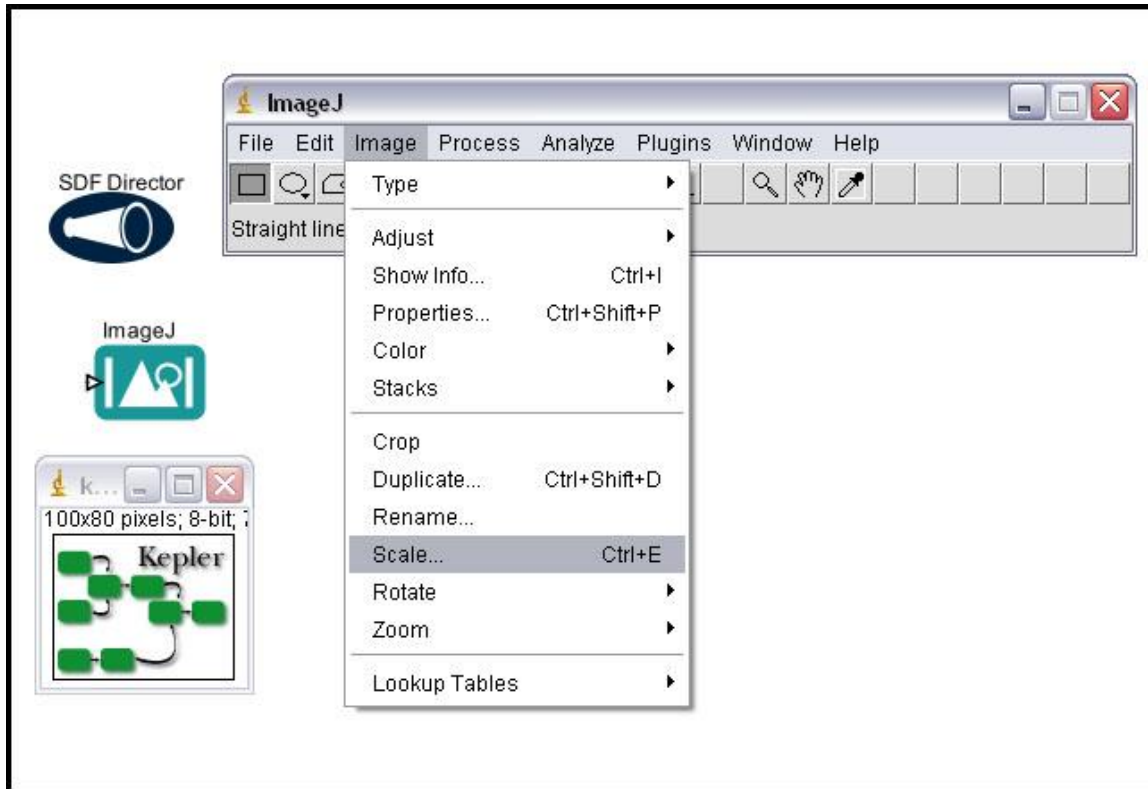 ImageJ
File Edit Image Process Analyze Plugins Window Help
SDF Director
Straight line
Type
Adjust
Show Info... Ctrl+I
Properties... Ctrl+Shift+P
Color
Stacks
Crop
Duplicate... Ctrl+Shift+D
Rename...
Scale... Ctrl+E
Rotate
Zoom
Lookup Tables
ImageJ
k...
100x80 pixels; 8-bit;
Kepler